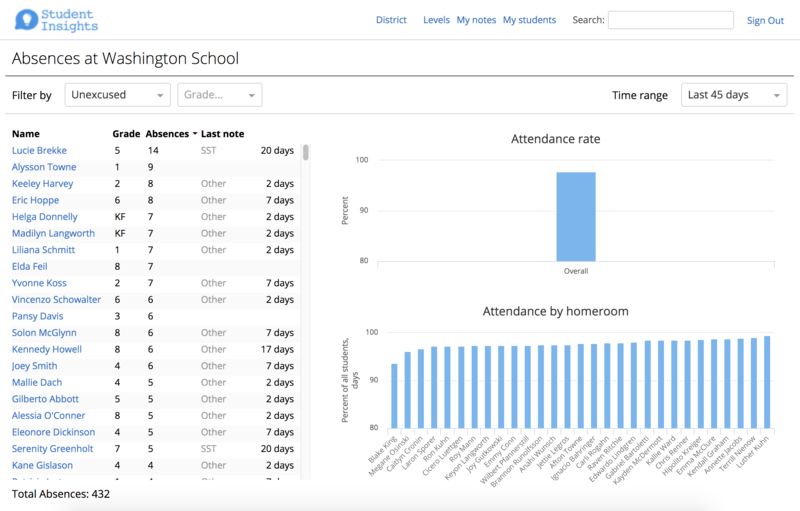 Student
Insights
District Levels My notes My students Search: Sign Out
Absences at Washington School
Filter by Unexcused Grade... Time range Last 45 days
Name Grade Absences Last note
Lucie Brekke 5 14 SST 20 days
Alysson Towne 1 9
Keeley Harvey 2 8 Other 2 days
Eric Hoppe 6 8 Other 7 days
Helga Donnelly KF 7 Other 2 days
Madilyn Langworth KF 7 Other 2 days
Liliana Schmitt 1 7 Other 2 days
Elda Feil 8 7
Yvonne Koss 2 7 Other 7 days
Vincenzo Schowalter 6 6 Other 2 days
Pansy Davis 3 6
Solon McGlynn 8 6 Other 7 days
Kennedy Howell 8 6 Other 17 days
Joey Smith 4 6 Other 7 days
Mallie Dach 4 5 Other 2 days
Gilberto Abbott 5 5 Other 2 days
Alessia O'Conner 8 5 Other 2 days
Eleonore Dickinson 4 5 Other 7 days
Serenity Greenholt 7 5 SST 20 days
Kane Gislason 4 4 Other 2 days
Total Absences: 432
Attendance rate
100
90
80
Percent
Overall
Attendance by homeroom
100
90
80
Percent of all students,
days
Blake King
Megane Osinski
Caitlyn Cronin
Laron Sporer
Ron Kuhn
Cicero Luettgen
Roy Mann
Keyon Langworth
Joy Gutkowski
Emmy Conn
Wilbert Pfannerstill
Brannon Runolfsson
Anahi Wunsch
Jettie Legros
Afton Towne
Ignacio Bahringer
Carli Rogahn
Raven Ritchie
Edwardo Lindgren
Gabriel Bartoletti
Kayden McDermott
Kallie Ward
Chris Renner
Hipolito Kreiger
Emma McClure
Kendall Graham
Annette Jacobs
Terrill Nienow
Luther Kuhn